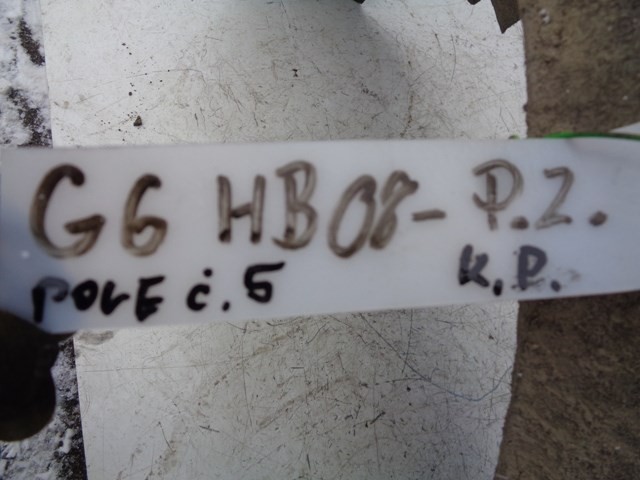 G6 HB08- P.Z.
POLE č.5 K.P.